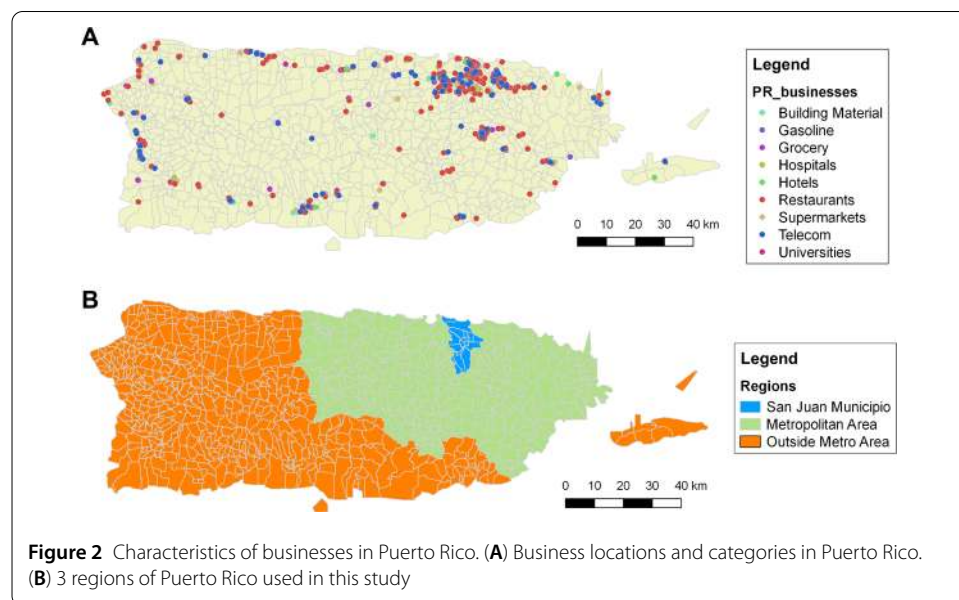 A
Legend
PR_businesses
Building Material
Gasoline
Grocery
Hospitals
Hotels
Restaurants
Supermarkets
Telecom
Universities
0 10 20 30 40 km
B
Legend
Regions
San Juan Municipio
Metropolitan Area
Outside Metro Area
0 10 20 30 40 km
Figure 2 Characteristics of businesses in Puerto Rico. (A) Business locations and categories in Puerto Rico.
(B) 3 regions of Puerto Rico used in this study